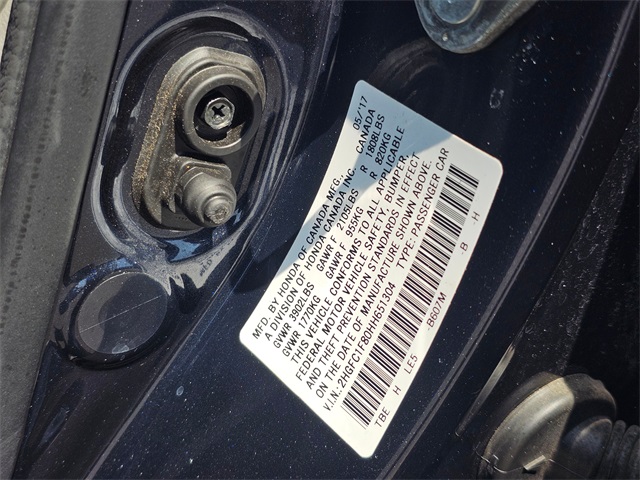 MFD. BY HONDA OF CANADA MFG., 05/'17
A DIVISION OF HONDA CANADA INC. CANADA
GVWR 3902LBS GAWR F 2105LBS R 1808LBS
GVWR 1770KG GAWR F 955KG R 820KG
THIS VEHICLE CONFORMS TO ALL APPLICABLE
FEDERAL MOTOR VEHICLE SAFETY, BUMPER,
AND THEFT PREVENTION STANDARDS IN EFFECT
ON THE DATE OF MANUFACTURE SHOWN ABOVE.
V.I.N.: 2HGFC1F80HH651304 TYPE: PASSENGER CAR
TBE H LE5 B607M -B -H